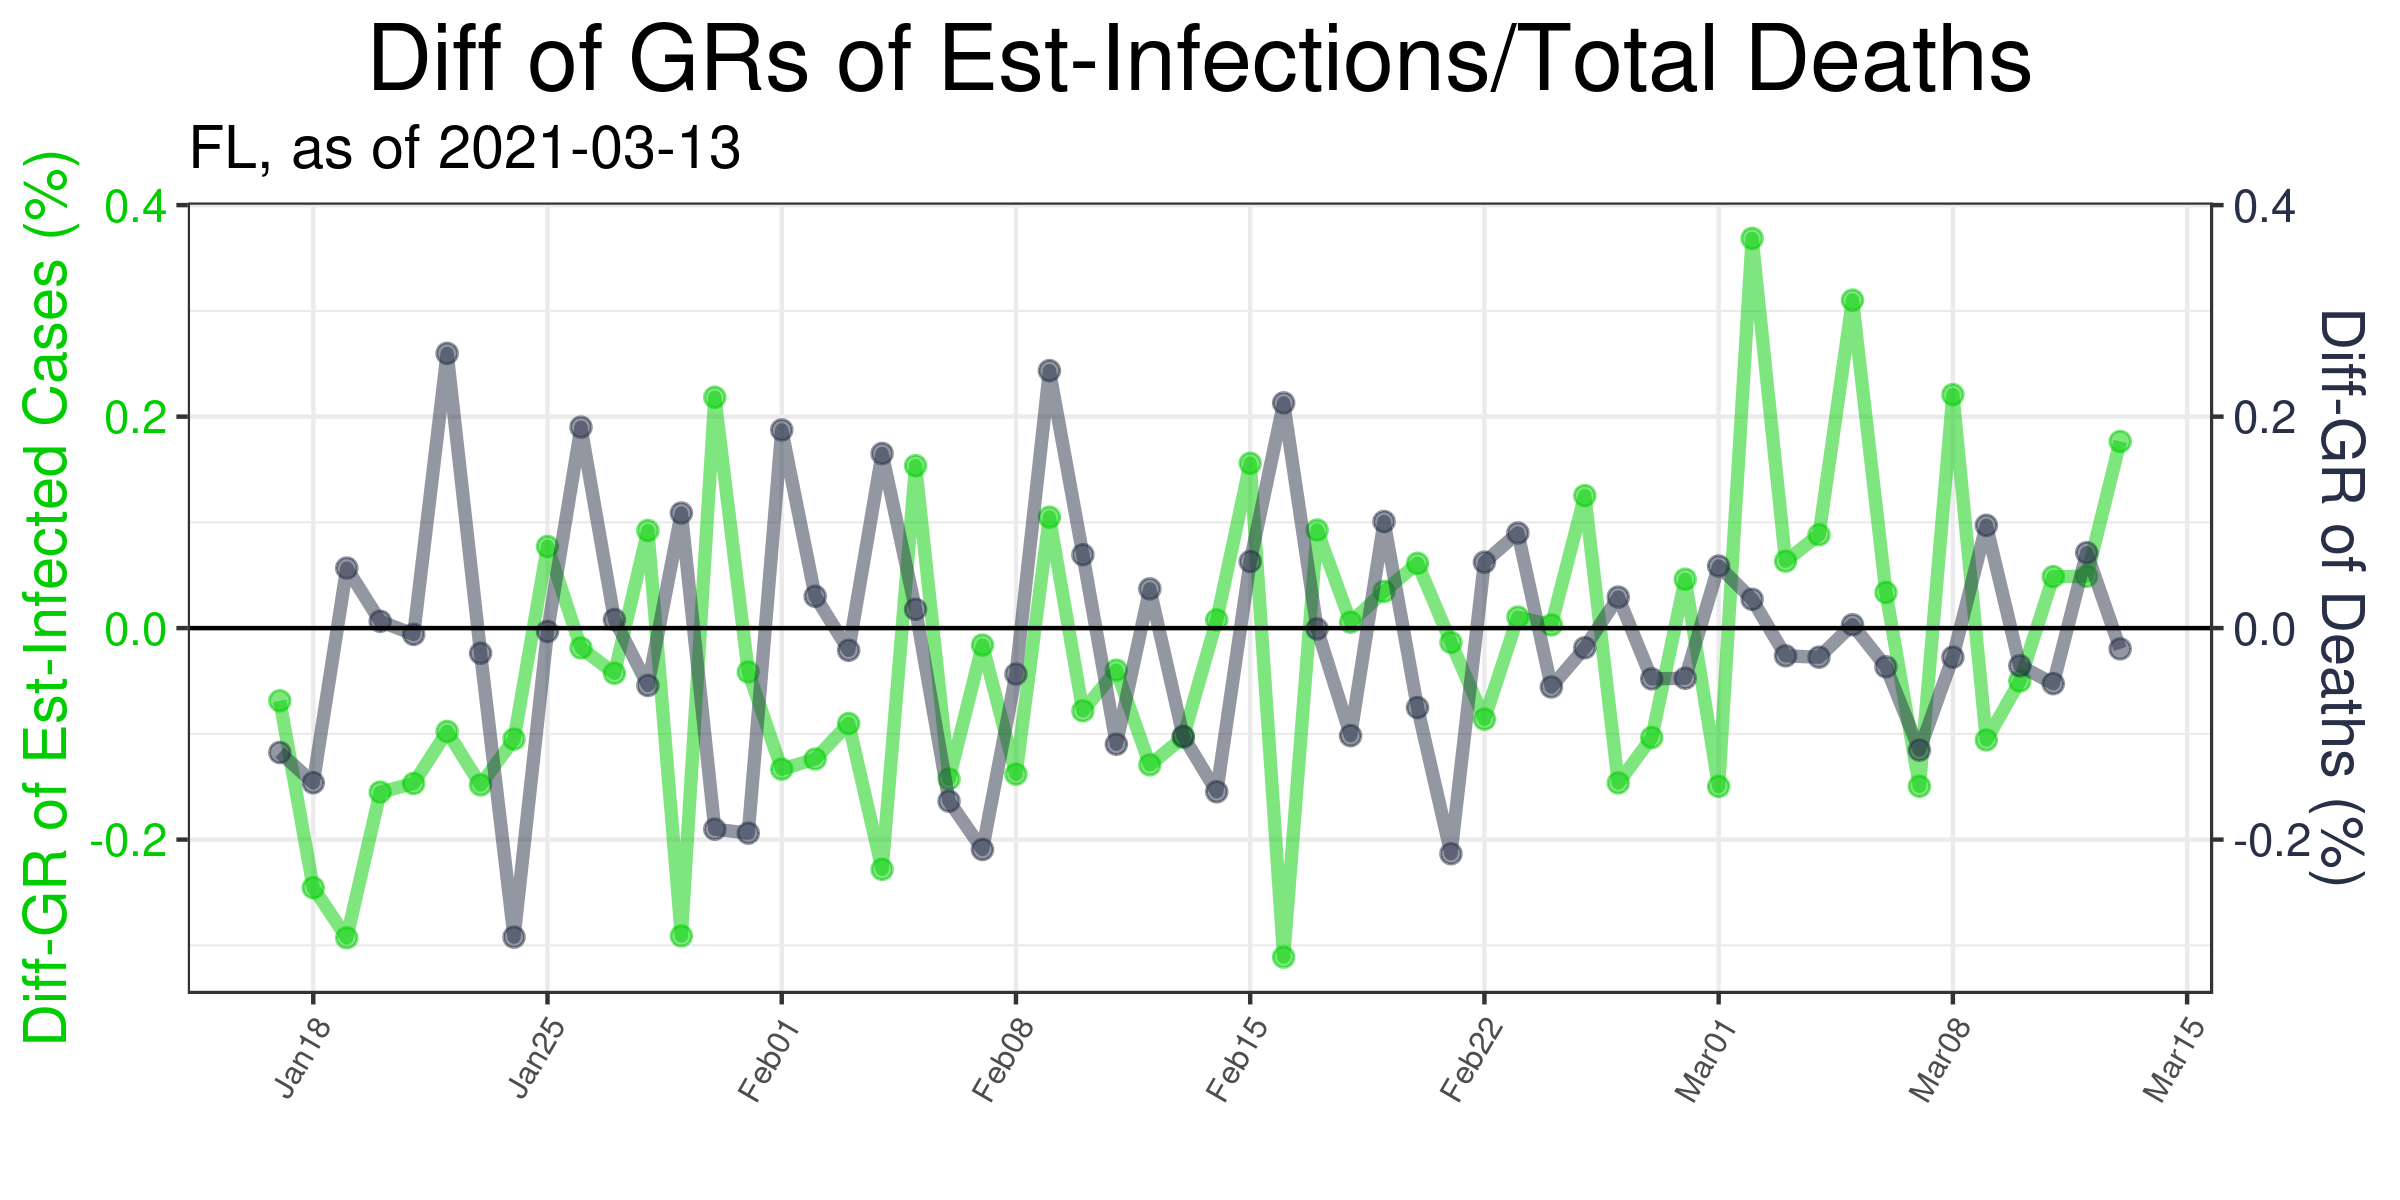 Diff of GRs of Est-Infections/Total Deaths
FL, as of 2021-03-13
Diff-GR of Est-Infected Cases (%)
0.4
0.2
0.0
-0.2
0.4
0.2
0.0
-0.2
Diff-GR of Deaths (%)
Jan18
Jan25
Feb01
Feb08
Feb15
Feb22
Mar01
Mar08
Mar15